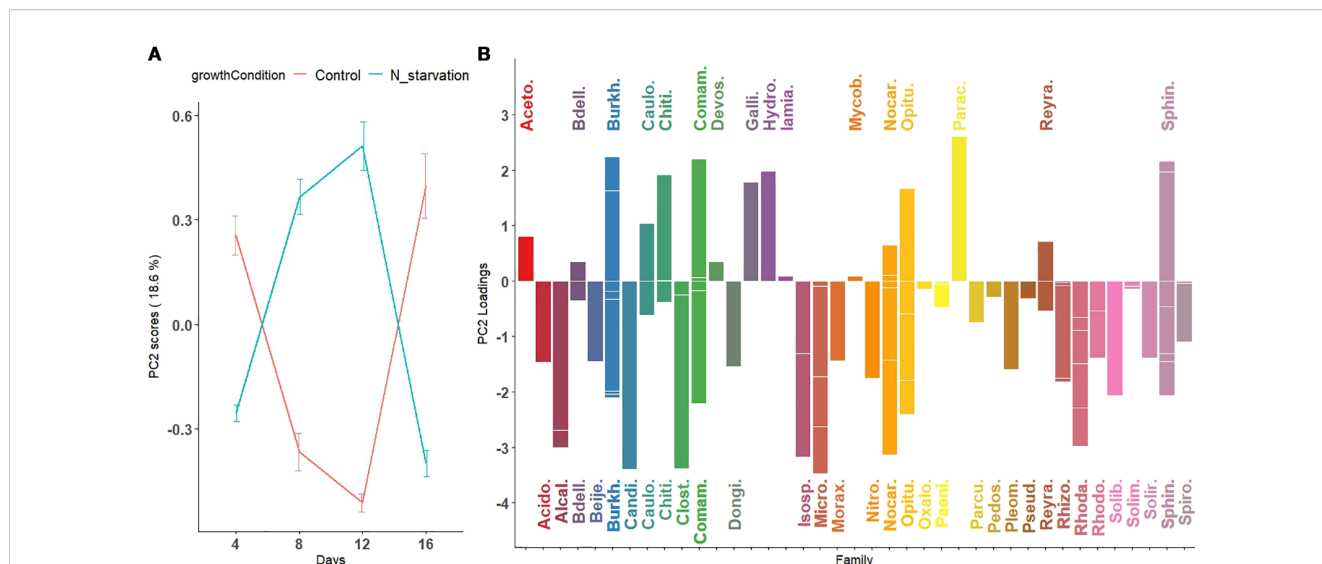 A
B
growthCondition Control N_starvation
PC2 scores ( 18.6 %)
0.6
0.3
0.0
-0.3
4 8 12 16
Days
PC2 Loadings
3
2
1
0
-1
-2
-3
-4
Aceto. Bdell. Burkh. Caulo. Chiti. Comam. Devos. Galli. Hydro. Iamia. Mycob. Nocar. Opitu. Parac. Reyra. Sphin.
Acido. Alcal. Bdell. Beije. Burkh. Candi. Caulo. Chiti. Clost. Comam. Dongi. Isosp. Micro. Morax. Nitro. Nocar. Opitu. Oxalo. Paeni. Parcu. Pedos. Pleom. Pseud. Reyra. Rhizo. Rhoda. Rhodo. Solib. Solim. Solir. Sphin. Spiro.
Family